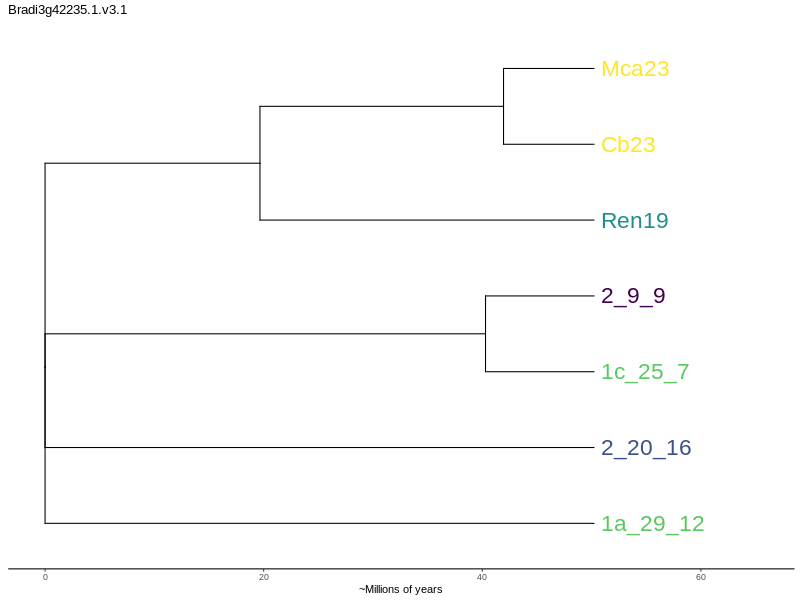 Bradi3g42235.1.v3.1
Mca23
Cb23
Ren19
2_9_9
1c_25_7
2_20_16
1a_29_12
0 20 40 60
~Millions of years